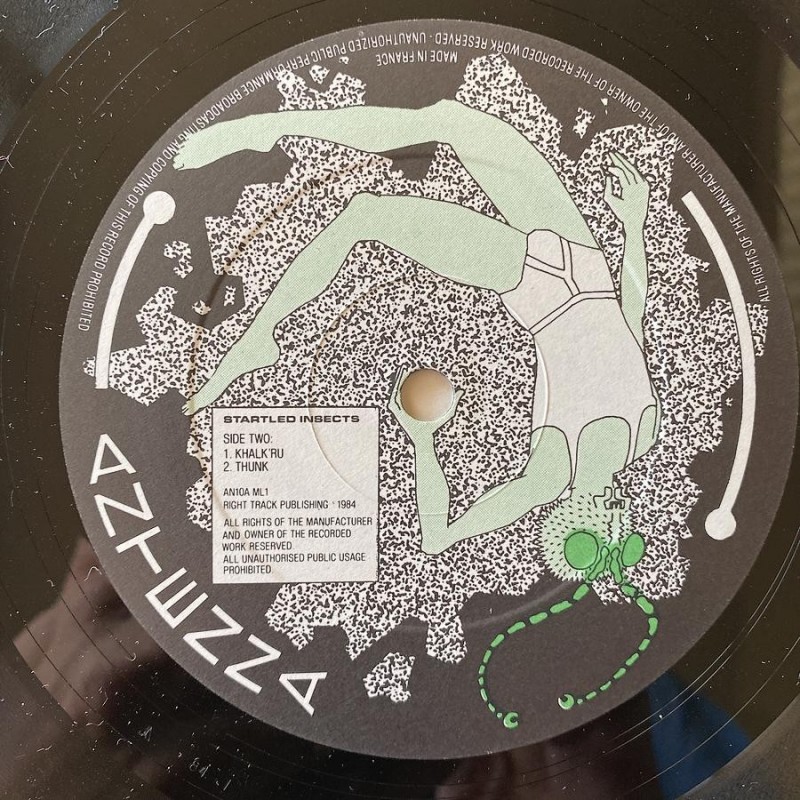 ALL RIGHTS OF THE MANUFACTURER AND OF THE OWNER OF THE RECORDED WORK RESERVED - UNAUTHORIZED PUBLIC PERFORMANCE BROADCASTING AND COPYING OF THIS RECORD PROHIBITED
MADE IN FRANCE
STARTLED INSECTS
SIDE TWO:
1. KHALK'RU
2. THUNK
AN10A ML1
RIGHT TRACK PUBLISHING · 1984
ALL RIGHTS OF THE MANUFACTURER
AND OWNER OF THE RECORDED
WORK RESERVED
ALL UNAUTHORISED PUBLIC USAGE
PROHIBITED.
ANTENNA